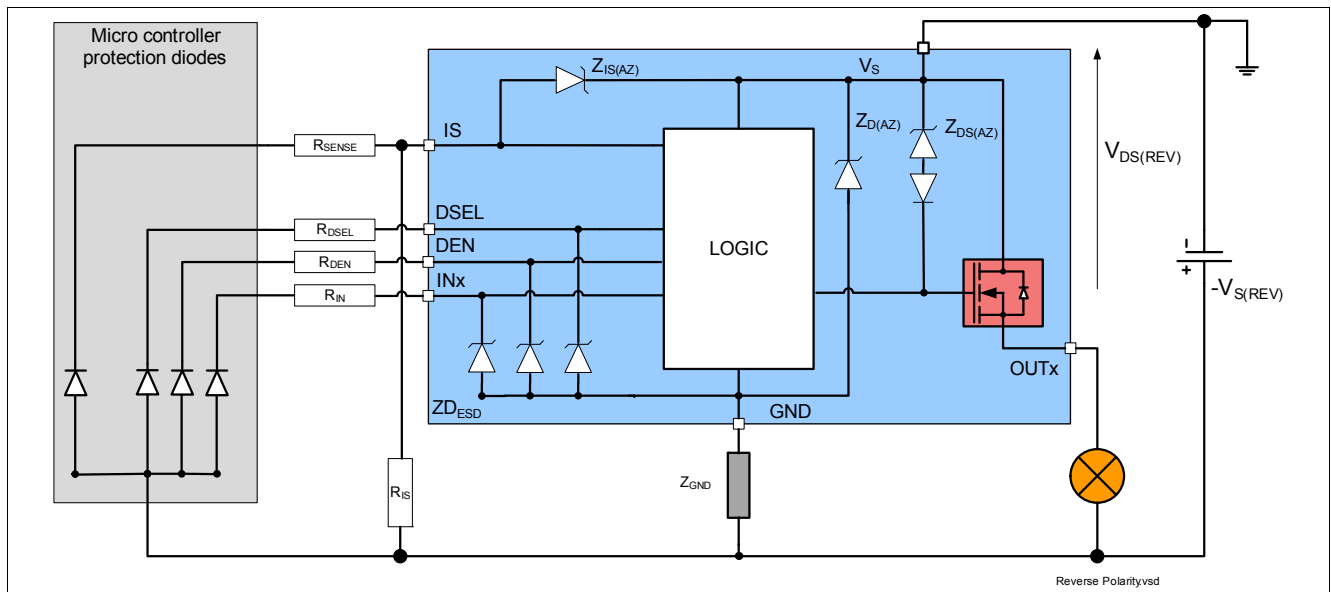 Micro controller
protection diodes
ZIS(AZ)
VS
IS
ZD(AZ)
ZDS(AZ)
RSENSE
VDS(REV)
DSEL
RDSEL
DEN
LOGIC
RDEN
INx
RIN
-VS(REV)
OUTx
ZDESD
GND
ZGND
RIS
Reverse Polarity.vsd